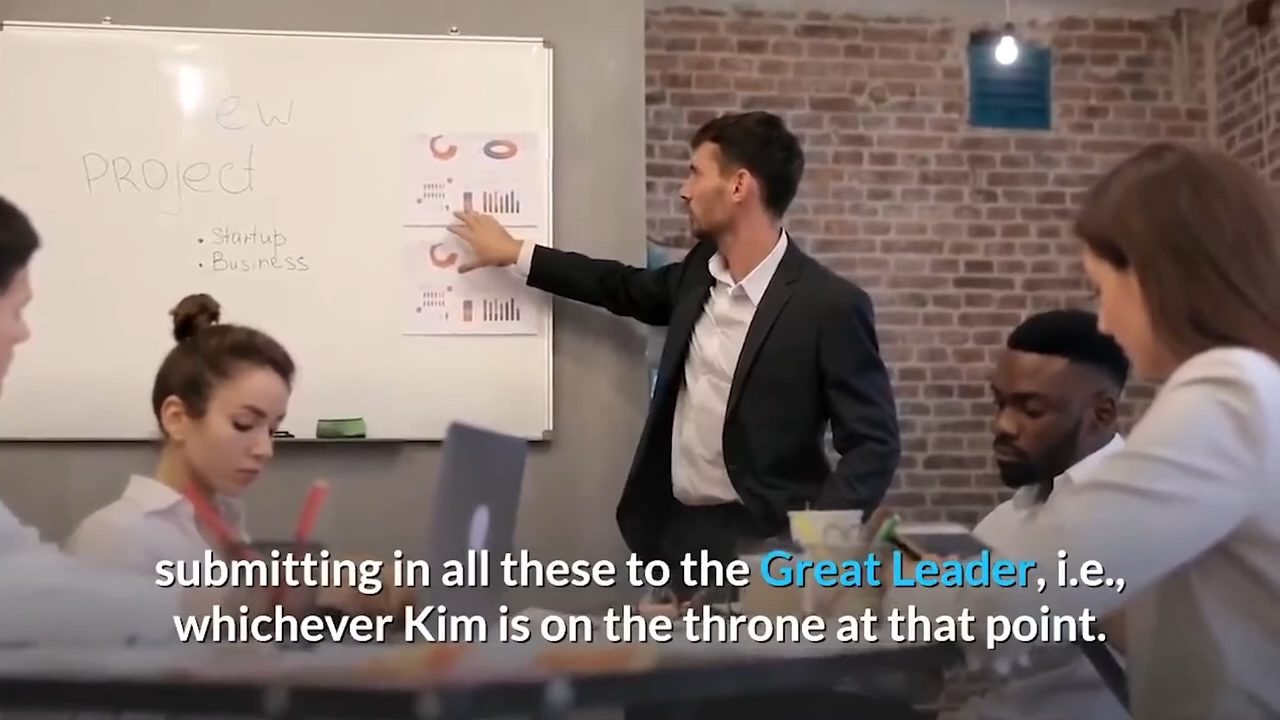 ew
PROJECT
• Startup
• Business
submitting in all these to the Great Leader, i.e.,
whichever Kim is on the throne at that point.